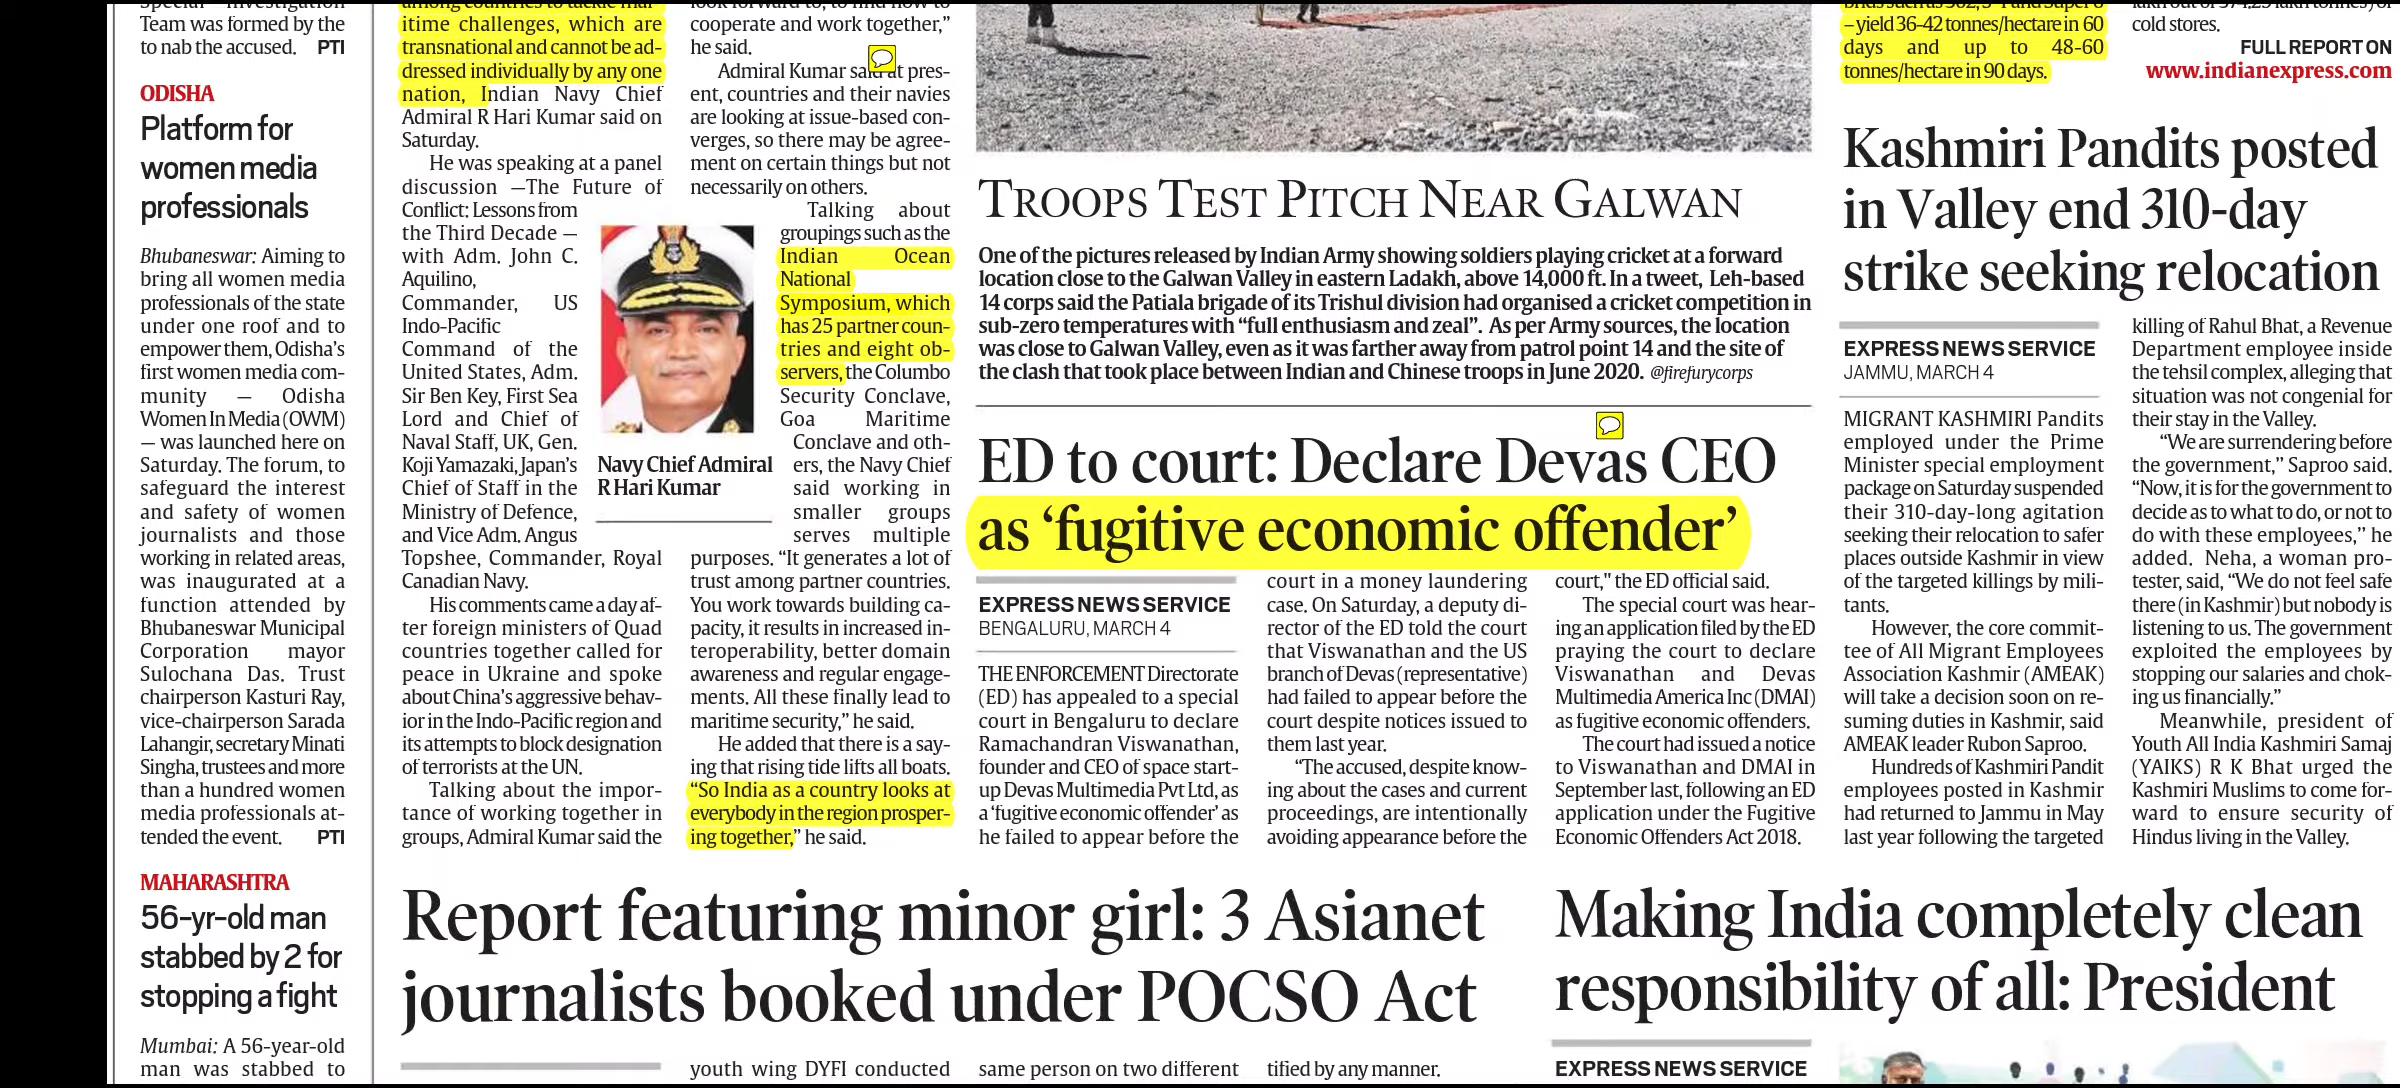 Special Investigation
Team was formed by the
to nab the accused. PTI
ODISHA
Platform for
women media
professionals
Bhubaneswar: Aiming to
bring all women media
professionals of the state
under one roof and to
empower them, Odisha's
first women media com-
munity — Odisha
Women In Media (OWM)
— was launched here on
Saturday. The forum, to
safeguard the interest
and safety of women
journalists and those
working in related areas,
was inaugurated at a
function attended by
Bhubaneswar Municipal
Corporation mayor
Sulochana Das. Trust
chairperson Kasturi Ray,
vice-chairperson Sarada
Lahangir, secretary Minati
Singha, trustees and more
than a hundred women
media professionals at-
tended the event. PTI
MAHARASHTRA
56-yr-old man
stabbed by 2 for
stopping a fight
Mumbai: A 56-year-old
man was stabbed to
among countries to tackle mar-
itime challenges, which are
transnational and cannot be ad-
dressed individually by any one
nation, Indian Navy Chief
Admiral R Hari Kumar said on
Saturday.
He was speaking at a panel
discussion —The Future of
Conflict: Lessons from
the Third Decade —
with Adm. John C.
Aquilino,
Commander, US
Indo-Pacific
Command of the
United States, Adm.
Sir Ben Key, First Sea
Lord and Chief of
Naval Staff, UK, Gen.
Koji Yamazaki, Japan's
Chief of Staff in the
Ministry of Defence,
and Vice Adm. Angus
Topshee, Commander, Royal
Canadian Navy.
His comments came a day af-
ter foreign ministers of Quad
countries together called for
peace in Ukraine and spoke
about China's aggressive behav-
ior in the Indo-Pacific region and
its attempts to block designation
of terrorists at the UN.
Talking about the impor-
tance of working together in
groups, Admiral Kumar said the
Navy Chief Admiral
R Hari Kumar
look forward to, to find how to
cooperate and work together,"
he said.
Admiral Kumar said at pres-
ent, countries and their navies
are looking at issue-based con-
verges, so there may be agree-
ment on certain things but not
necessarily on others.
Talking about
groupings such as the
Indian Ocean
National
Symposium, which
has 25 partner coun-
tries and eight ob-
servers, the Columbo
Security Conclave,
Goa Maritime
Conclave and oth-
ers, the Navy Chief
said working in
smaller groups
serves multiple
purposes. "It generates a lot of
trust among partner countries.
You work towards building ca-
pacity, it results in increased in-
teroperability, better domain
awareness and regular engage-
ments. All these finally lead to
maritime security," he said.
He added that there is a say-
ing that rising tide lifts all boats.
"So India as a country looks at
everybody in the region prosper-
ing together," he said.
TROOPS TEST PITCH NEAR GALWAN
One of the pictures released by Indian Army showing soldiers playing cricket at a forward
location close to the Galwan Valley in eastern Ladakh, above 14,000 ft. In a tweet, Leh-based
14 corps said the Patiala brigade of its Trishul division had organised a cricket competition in
sub-zero temperatures with "full enthusiasm and zeal". As per Army sources, the location
was close to Galwan Valley, even as it was farther away from patrol point 14 and the site of
the clash that took place between Indian and Chinese troops in June 2020. @firefurycorps
ED to court: Declare Devas CEO
as 'fugitive economic offender'
EXPRESS NEWS SERVICE
BENGALURU, MARCH 4
THE ENFORCEMENT Directorate
(ED) has appealed to a special
court in Bengaluru to declare
Ramachandran Viswanathan,
founder and CEO of space start-
up Devas Multimedia Pvt Ltd, as
a 'fugitive economic offender' as
he failed to appear before the
court in a money laundering
case. On Saturday, a deputy di-
rector of the ED told the court
that Viswanathan and the US
branch of Devas (representative)
had failed to appear before the
court despite notices issued to
them last year.
"The accused, despite know-
ing about the cases and current
proceedings, are intentionally
avoiding appearance before the
court," the ED official said.
The special court was hear-
ing an application filed by the ED
praying the court to declare
Viswanathan and Devas
Multimedia America Inc (DMAI)
as fugitive economic offenders.
The court had issued a notice
to Viswanathan and DMAI in
September last, following an ED
application under the Fugitive
Economic Offenders Act 2018.
– yield 36-42 tonnes/hectare in 60
days and up to 48-60
tonnes/hectare in 90 days.
cold stores.
FULL REPORT ON
www.indianexpress.com
Kashmiri Pandits posted
in Valley end 310-day
strike seeking relocation
EXPRESS NEWS SERVICE
JAMMU, MARCH 4
MIGRANT KASHMIRI Pandits
employed under the Prime
Minister special employment
package on Saturday suspended
their 310-day-long agitation
seeking their relocation to safer
places outside Kashmir in view
of the targeted killings by mili-
tants.
However, the core commit-
tee of All Migrant Employees
Association Kashmir (AMEAK)
will take a decision soon on re-
suming duties in Kashmir, said
AMEAK leader Rubon Saproo.
Hundreds of Kashmiri Pandit
employees posted in Kashmir
had returned to Jammu in May
last year following the targeted
killing of Rahul Bhat, a Revenue
Department employee inside
the tehsil complex, alleging that
situation was not congenial for
their stay in the Valley.
"We are surrendering before
the government," Saproo said.
"Now, it is for the government to
decide as to what to do, or not to
do with these employees," he
added. Neha, a woman pro-
tester, said, "We do not feel safe
there (in Kashmir) but nobody is
listening to us. The government
exploited the employees by
stopping our salaries and chok-
ing us financially."
Meanwhile, president of
Youth All India Kashmiri Samaj
(YAIKS) R K Bhat urged the
Kashmiri Muslims to come for-
ward to ensure security of
Hindus living in the Valley.
Report featuring minor girl: 3 Asianet
journalists booked under POCSO Act
youth wing DYFI conducted
same person on two different
tified by any manner.
Making India completely clean
responsibility of all: President
EXPRESS NEWS SERVICE